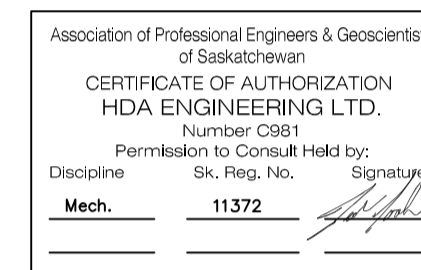 Association of Professional Engineers & Geoscientis
of Saskatchewan
CERTIFICATE OF AUTHORIZATION
HDA ENGINEERING LTD.
Number C981
Permission to Consult Held by:
Discipline Sk. Reg. No. Signature
Mech. 11372